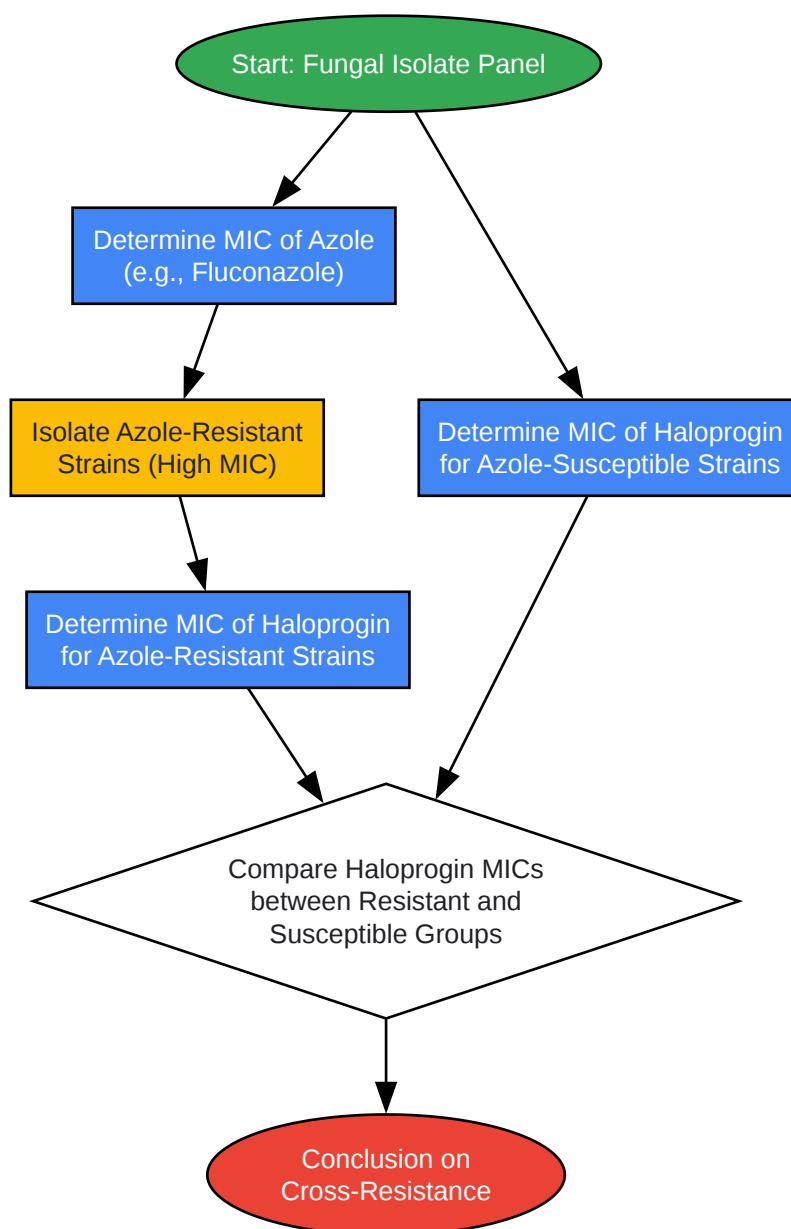 Start: Fungal Isolate Panel
Determine MIC of Azole
(e.g., Fluconazole)
Isolate Azole-Resistant
Strains (High MIC)
Determine MIC of Haloprogin
for Azole-Susceptible Strains
Determine MIC of Haloprogin
for Azole-Resistant Strains
Compare Haloprogin MICs
between Resistant and
Susceptible Groups
Conclusion on
Cross-Resistance